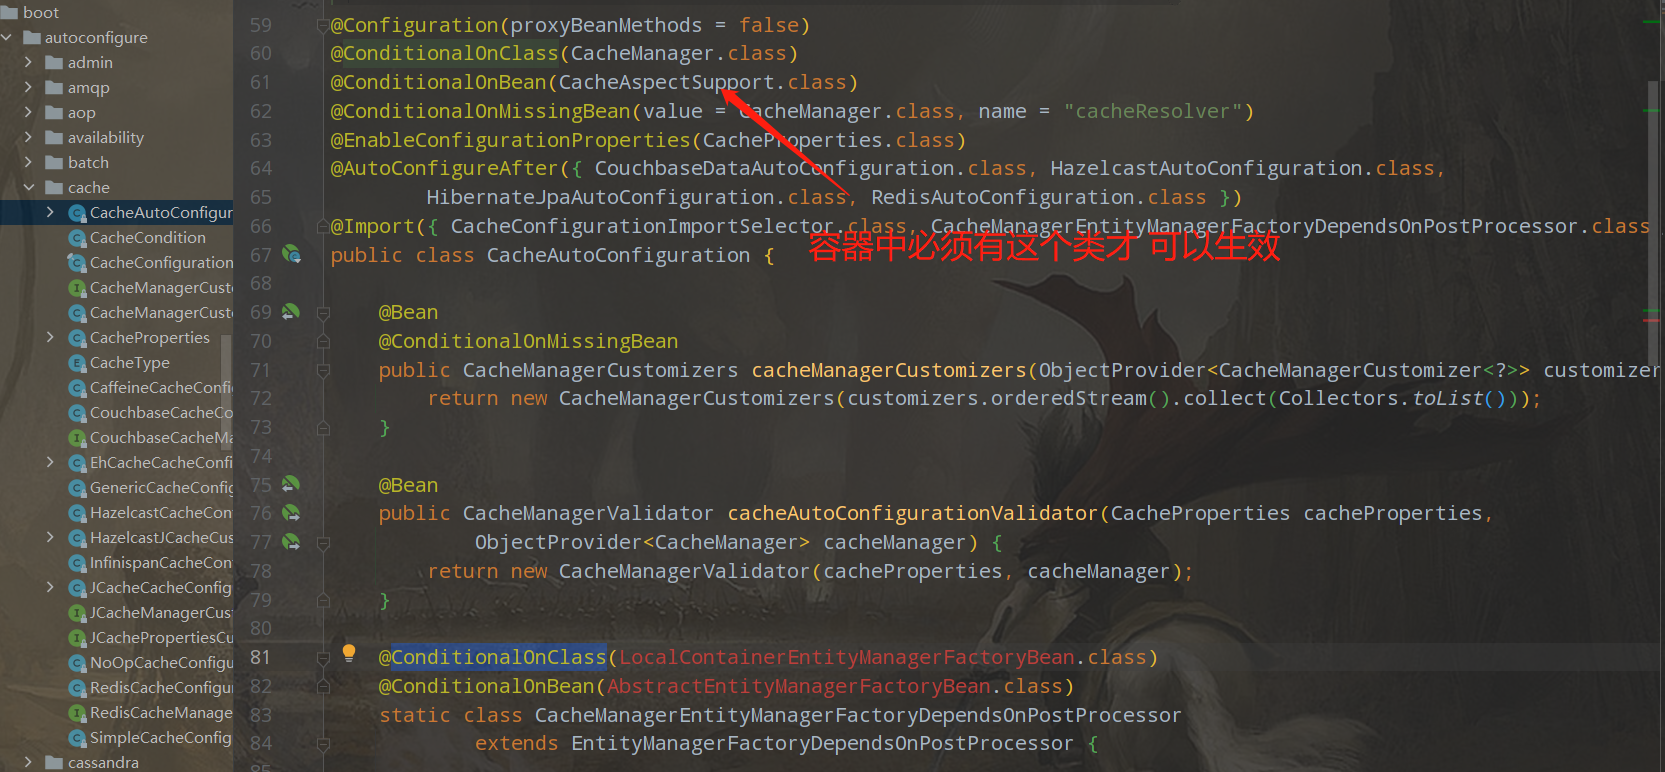 boot
autoconfigure
admin
amqp
aop
availability
batch
cache
CacheAutoConfigur
CacheCondition
CacheConfiguration
CacheManagerCust
CacheManagerCust
CacheProperties
CacheType
CaffeineCacheConfi
CouchbaseCacheCo
CouchbaseCacheMa
EhCacheCacheConfi
GenericCacheConfig
HazelcastCacheCon
HazelcastJCacheCus
InfinispanCacheCon
JCacheCacheConfig
JCacheManagerCus
JCachePropertiesCu
NoOpCacheConfigu
RedisCacheConfigur
RedisCacheManage
SimpleCacheConfig
cassandra
59 @Configuration(proxyBeanMethods = false)
60 @ConditionalOnClass(CacheManager.class)
61 @ConditionalOnBean(CacheAspectSupport.class)
62 @ConditionalOnMissingBean(value = CacheManager.class, name = "cacheResolver")
63 @EnableConfigurationProperties(CacheProperties.class)
64 @AutoConfigureAfter({ CouchbaseDataAutoConfiguration.class, HazelcastAutoConfiguration.class,
65 HibernateJpaAutoConfiguration.class, RedisAutoConfiguration.class })
66 @Import({ CacheConfigurationImportSelector.class, CacheManagerEntityManagerFactoryDependsOnPostProcessor.class
容器中必须有这个类才 可以生效
67 public class CacheAutoConfiguration {
68
69 @Bean
70 @ConditionalOnMissingBean
71 public CacheManagerCustomizers cacheManagerCustomizers(ObjectProvider<CacheManagerCustomizer<?>> customizer
72 return new CacheManagerCustomizers(customizers.orderedStream().collect(Collectors.toList()));
73 }
74
75 @Bean
76 public CacheManagerValidator cacheAutoConfigurationValidator(CacheProperties cacheProperties,
77 ObjectProvider<CacheManager> cacheManager) {
78 return new CacheManagerValidator(cacheProperties, cacheManager);
79 }
80
81 @ConditionalOnClass(LocalContainerEntityManagerFactoryBean.class)
82 @ConditionalOnBean(AbstractEntityManagerFactoryBean.class)
83 static class CacheManagerEntityManagerFactoryDependsOnPostProcessor
84 extends EntityManagerFactoryDependsOnPostProcessor {